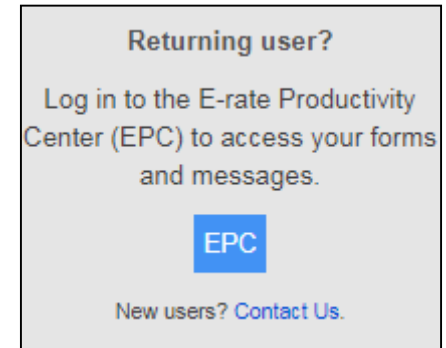 Returning user?
Log in to the E-rate Productivity
Center (EPC) to access your forms
and messages.
EPC
New users? Contact Us.